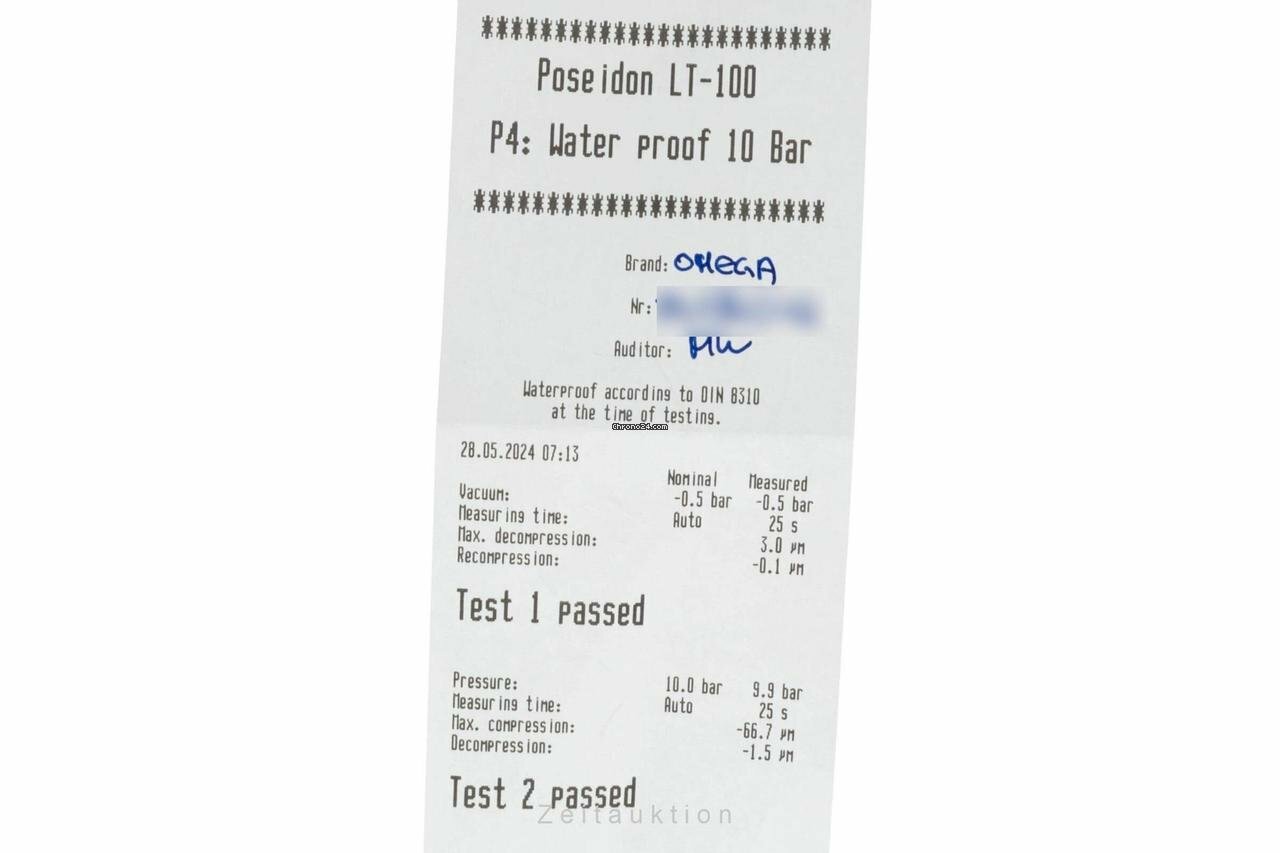 ************************
Poseidon LT-100
P4: Water proof 10 Bar
************************
Brand: OMEGA
Nr:
Auditor: MW
Waterproof according to DIN 8310
at the time of testing.
Chrono24.com
28.05.2024 07:13
Nominal Measured
Vacuum: -0.5 bar -0.5 bar
Measuring time: Auto 25 s
Max. decompression: 3.0 µm
Recompression: -0.1 µm
Test 1 passed
Pressure: 10.0 bar 9.9 bar
Measuring time: Auto 25 s
Max. compression: -66.7 µm
Decompression: -1.5 µm
Test 2 passed
Zeitauktion